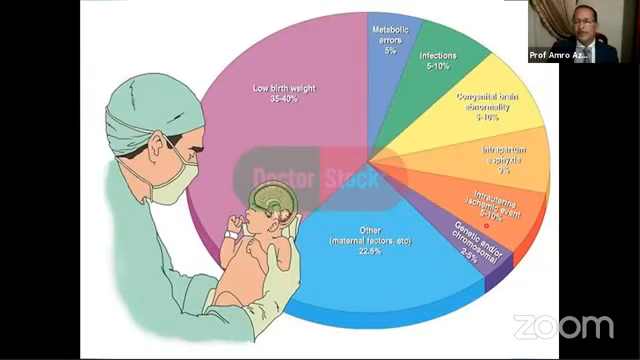 Prof Amro Az...
Metabolic
errors
5%
Infections
5-10%
Low birth weight
35-40%
Congenital brain
abnormality
5-10%
Intrapartum
asphyxia
9%
Intrauterine
ischemic event
5-10%
Genetic and/or
chromosomal
2-5%
Other
(maternal factors, etc)
22.5%
Doctor Stock
zoom